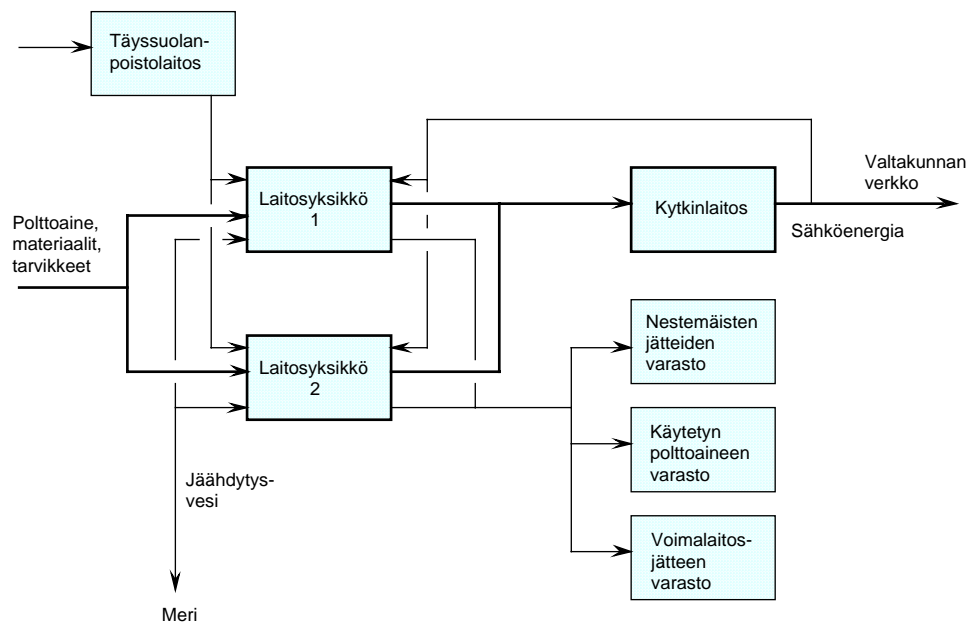 Täyssuolan-
poistolaitos
Laitosyksikkö
1
Kytkinlaitos
Valtakunnan
verkko
Sähköenergia
Polttoaine,
materiaalit,
tarvikkeet
Laitosyksikkö
2
Nestemäisten
jätteiden
varasto
Käytetyn
polttoaineen
varasto
Voimalaitos-
jätteen
varasto
Jäähdytys-
vesi
Meri